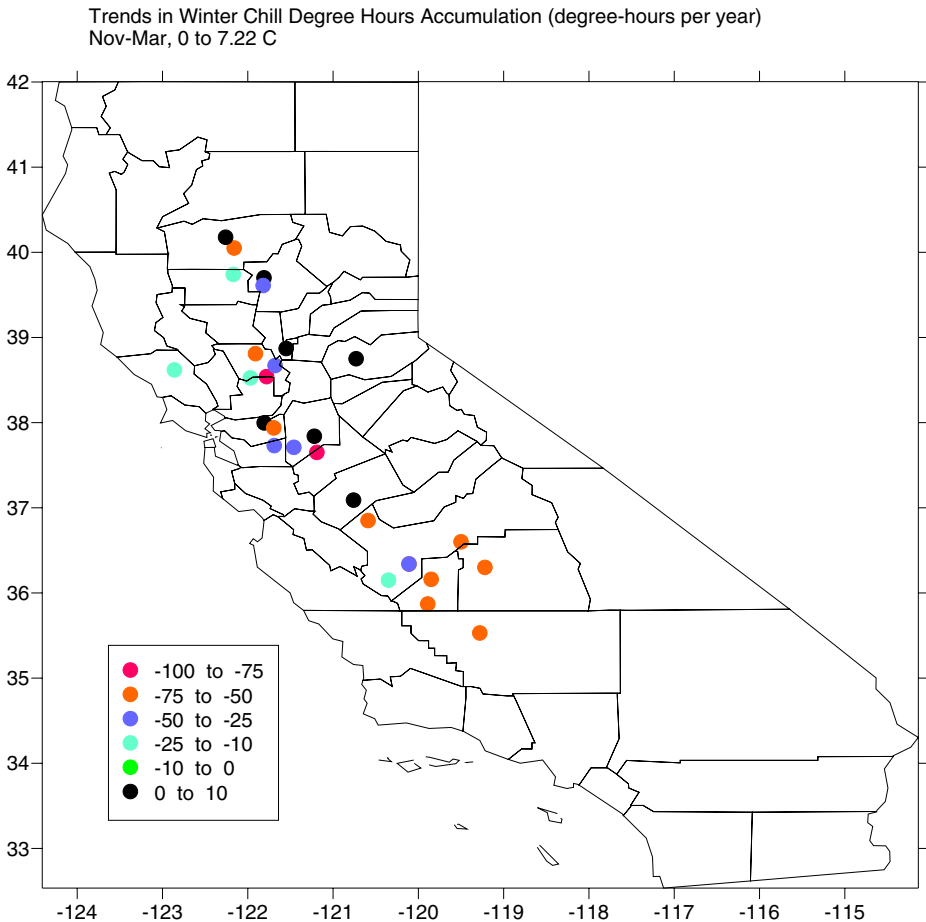 Trends in Winter Chill Degree Hours Accumulation (degree-hours per year)
Nov-Mar, 0 to 7.22 C
42
41
40
39
38
37
36
35
34
33
-100 to -75
-75 to -50
-50 to -25
-25 to -10
-10 to 0
0 to 10
-124 -123 -122 -121 -120 -119 -118 -117 -116 -115